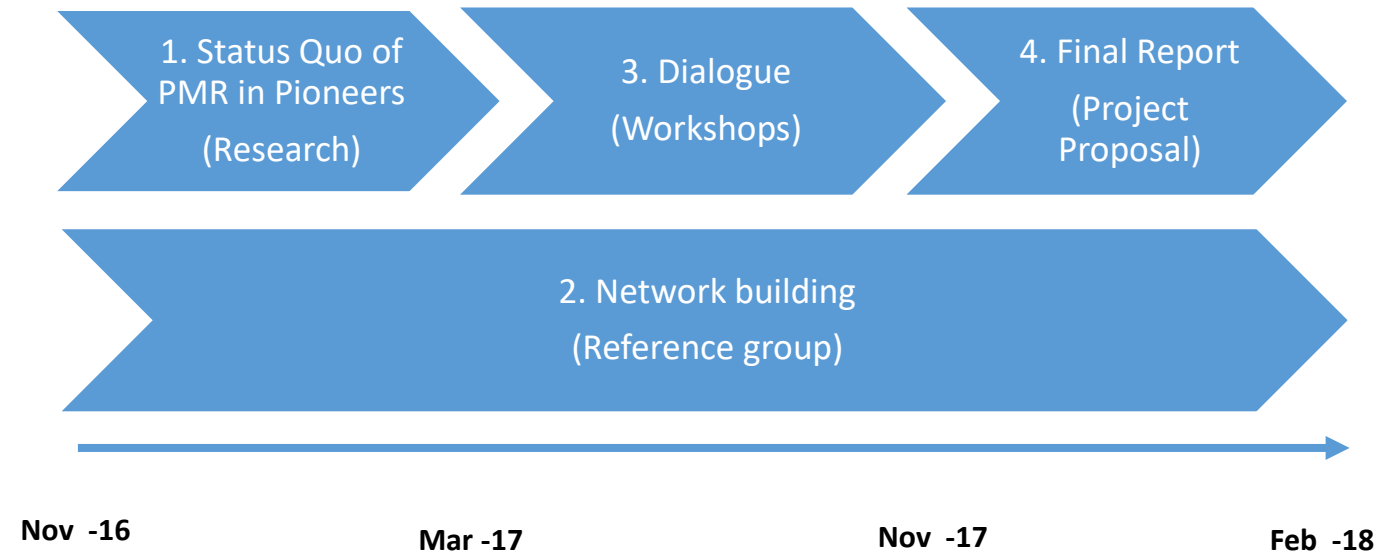 1. Status Quo of
PMR in Pioneers
(Research)
3. Dialogue
(Workshops)
4. Final Report
(Project
Proposal)
2. Network building
(Reference group)
Nov -16
Mar -17
Nov -17
Feb -18